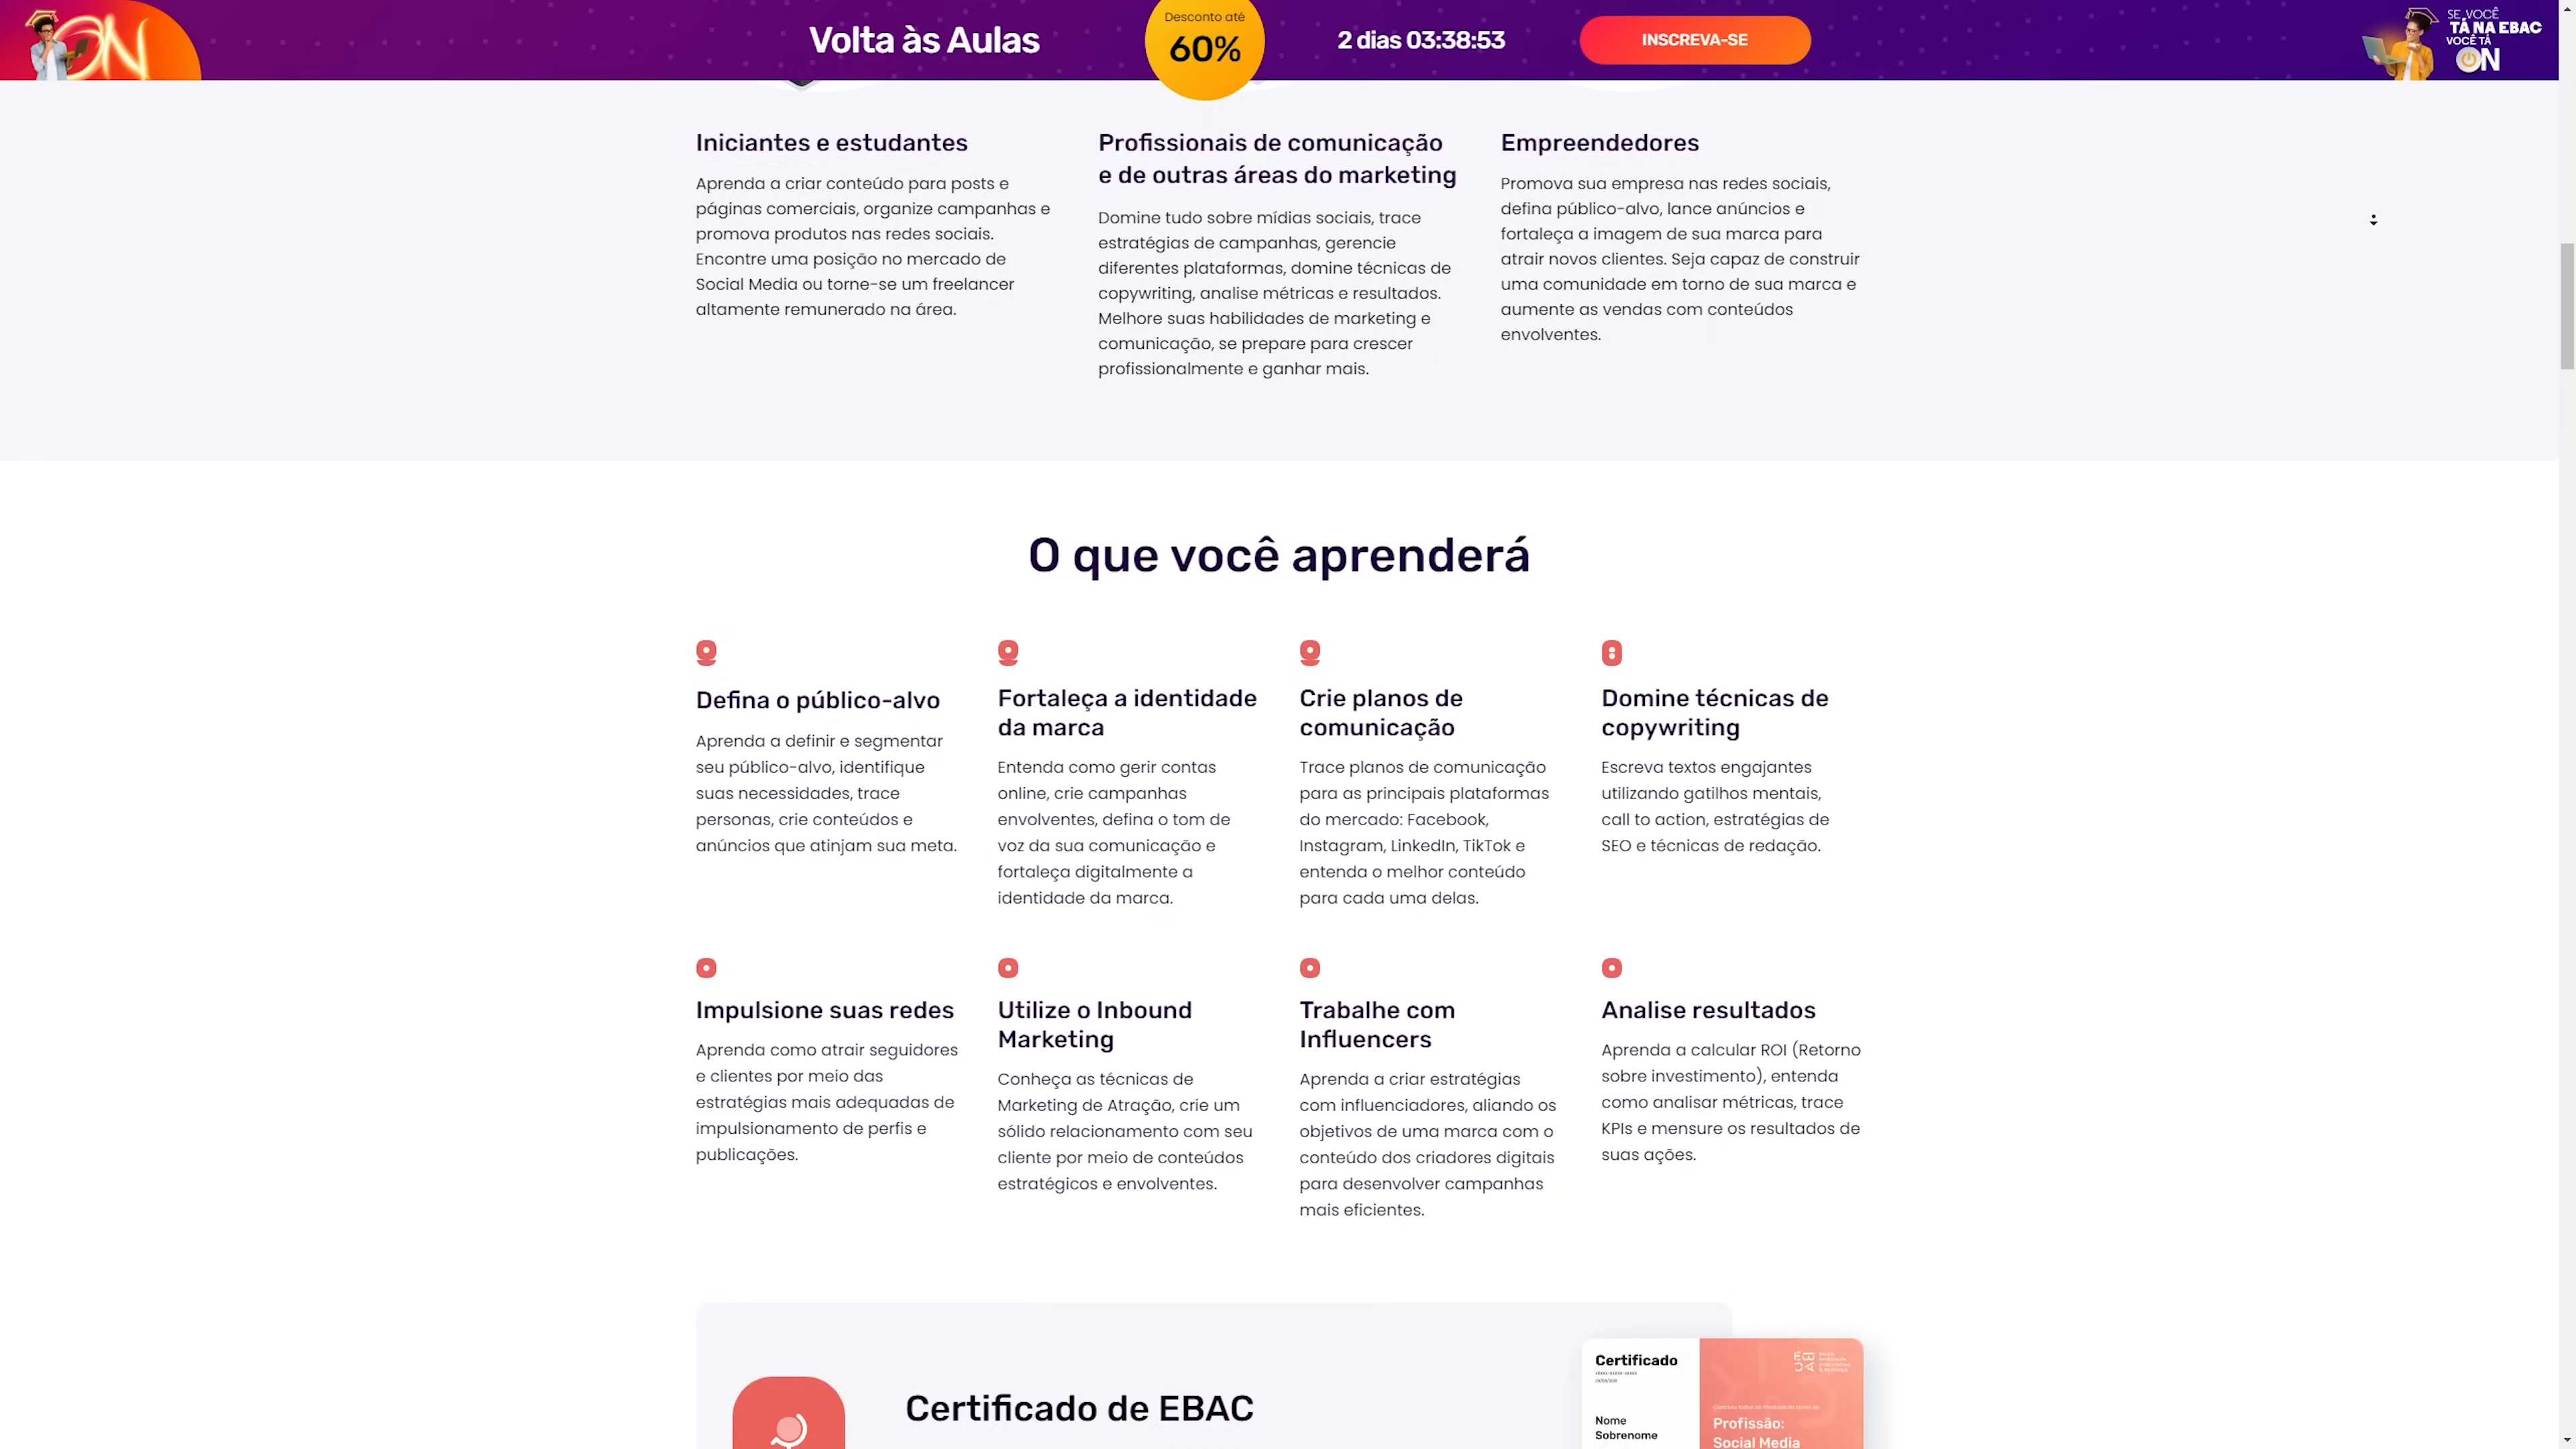 ON
Volta às Aulas
Desconto até
60%
2 dias 03:38:53
INSCREVA-SE
SE VOCÊ
TÁ NA EBAC
VOCÊ TÁ
ON
Iniciantes e estudantes
Aprenda a criar conteúdo para posts e
páginas comerciais, organize campanhas e
promova produtos nas redes sociais.
Encontre uma posição no mercado de
Social Media ou torne-se um freelancer
altamente remunerado na área.
Profissionais de comunicação
e de outras áreas do marketing
Domine tudo sobre mídias sociais, trace
estratégias de campanhas, gerencie
diferentes plataformas, domine técnicas de
copywriting, analise métricas e resultados.
Melhore suas habilidades de marketing e
comunicação, se prepare para crescer
profissionalmente e ganhar mais.
Empreendedores
Promova sua empresa nas redes sociais,
defina público-alvo, lance anúncios e
fortaleça a imagem de sua marca para
atrair novos clientes. Seja capaz de construir
uma comunidade em torno de sua marca e
aumente as vendas com conteúdos
envolventes.
O que você aprenderá
Defina o público-alvo
Aprenda a definir e segmentar
seu público-alvo, identifique
suas necessidades, trace
personas, crie conteúdos e
anúncios que atinjam sua meta.
Fortaleça a identidade
da marca
Entenda como gerir contas
online, crie campanhas
envolventes, defina o tom de
voz da sua comunicação e
fortaleça digitalmente a
identidade da marca.
Crie planos de
comunicação
Trace planos de comunicação
para as principais plataformas
do mercado: Facebook,
Instagram, LinkedIn, TikTok e
entenda o melhor conteúdo
para cada uma delas.
Domine técnicas de
copywriting
Escreva textos engajantes
utilizando gatilhos mentais,
call to action, estratégias de
SEO e técnicas de redação.
Impulsione suas redes
Aprenda como atrair seguidores
e clientes por meio das
estratégias mais adequadas de
impulsionamento de perfis e
publicações.
Utilize o Inbound
Marketing
Conheça as técnicas de
Marketing de Atração, crie um
sólido relacionamento com seu
cliente por meio de conteúdos
estratégicos e envolventes.
Trabalhe com
Influencers
Aprenda a criar estratégias
com influenciadores, aliando os
objetivos de uma marca com o
conteúdo dos criadores digitais
para desenvolver campanhas
mais eficientes.
Analise resultados
Aprenda a calcular ROI (Retorno
sobre investimento), entenda
como analisar métricas, trace
KPIs e mensure os resultados de
suas ações.
Certificado de EBAC
Certificado
Nome
Sobrenome
Profissão:
Social Media